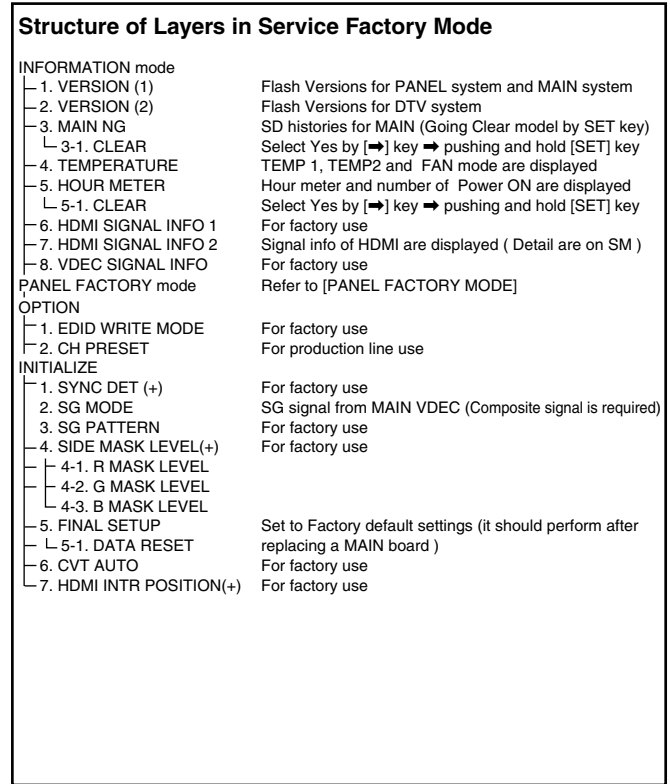 Structure of Layers in Service Factory Mode
INFORMATION mode
1. VERSION (1) Flash Versions for PANEL system and MAIN system
2. VERSION (2) Flash Versions for DTV system
3. MAIN NG SD histories for MAIN (Going Clear model by SET key)
3-1. CLEAR Select Yes by [➡] key ➡ pushing and hold [SET] key
4. TEMPERATURE TEMP 1, TEMP2 and FAN mode are displayed
5. HOUR METER Hour meter and number of Power ON are displayed
5-1. CLEAR Select Yes by [➡] key ➡ pushing and hold [SET] key
6. HDMI SIGNAL INFO 1 For factory use
7. HDMI SIGNAL INFO 2 Signal info of HDMI are displayed ( Detail are on SM )
8. VDEC SIGNAL INFO For factory use
PANEL FACTORY mode Refer to [PANEL FACTORY MODE]
OPTION
1. EDID WRITE MODE For factory use
2. CH PRESET For production line use
INITIALIZE
1. SYNC DET (+) For factory use
2. SG MODE SG signal from MAIN VDEC (Composite signal is required)
3. SG PATTERN For factory use
4. SIDE MASK LEVEL(+) For factory use
4-1. R MASK LEVEL
4-2. G MASK LEVEL
4-3. B MASK LEVEL
5. FINAL SETUP Set to Factory default settings (it should perform after
5-1. DATA RESET replacing a MAIN board )
6. CVT AUTO For factory use
7. HDMI INTR POSITION(+) For factory use